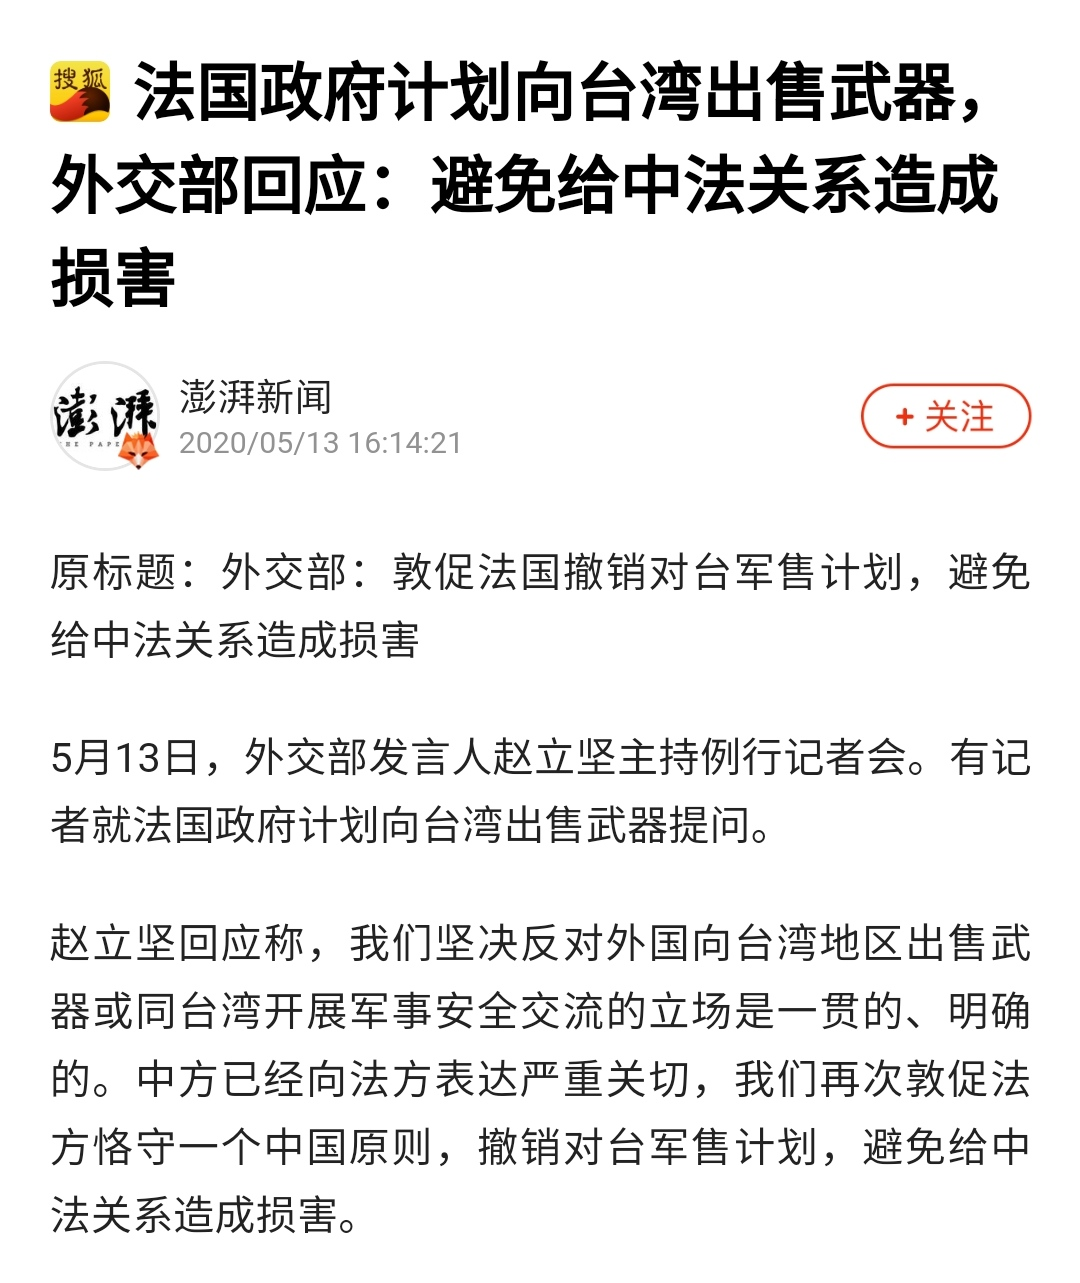 搜狐 法国政府计划向台湾出售武器，
外交部回应：避免给中法关系造成
损害
澎湃
THE PAPE
澎湃新闻
2020/05/13 16:14:21
+ 关注
原标题：外交部：敦促法国撤销对台军售计划，避免
给中法关系造成损害
5月13日，外交部发言人赵立坚主持例行记者会。有记
者就法国政府计划向台湾出售武器提问。
赵立坚回应称，我们坚决反对外国向台湾地区出售武
器或同台湾开展军事安全交流的立场是一贯的、明确
的。中方已经向法方表达严重关切，我们再次敦促法
方恪守一个中国原则，撤销对台军售计划，避免给中
法关系造成损害。